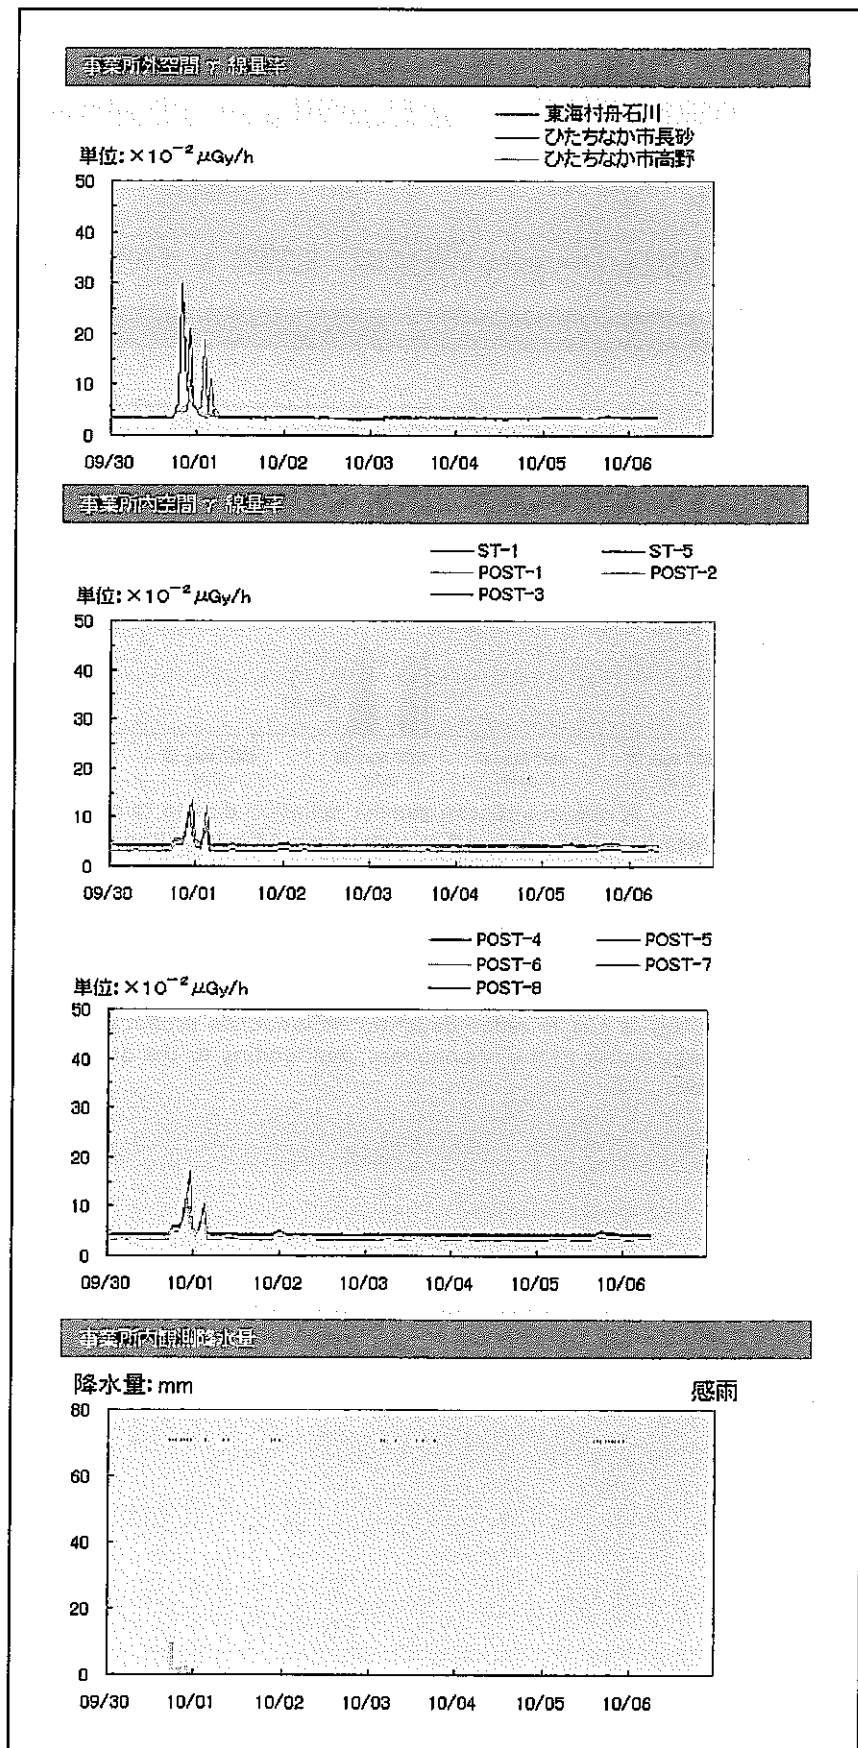 事業所外空間γ線量率
東海村舟石川
ひたちなか市長砂
単位:×10⁻²μGy/h ひたちなか市高野
50
40
30
20
10
0
09/30 10/01 10/02 10/03 10/04 10/05 10/06
事業所内空間γ線量率
ST-1 ST-5
POST-1 POST-2
単位:×10⁻²μGy/h POST-3
50
40
30
20
10
0
09/30 10/01 10/02 10/03 10/04 10/05 10/06
POST-4 POST-5
POST-6 POST-7
単位:×10⁻²μGy/h POST-8
50
40
30
20
10
0
09/30 10/01 10/02 10/03 10/04 10/05 10/06
事業所内観測降水量
降水量:mm 感雨
80
60
40
20
0
09/30 10/01 10/02 10/03 10/04 10/05 10/06